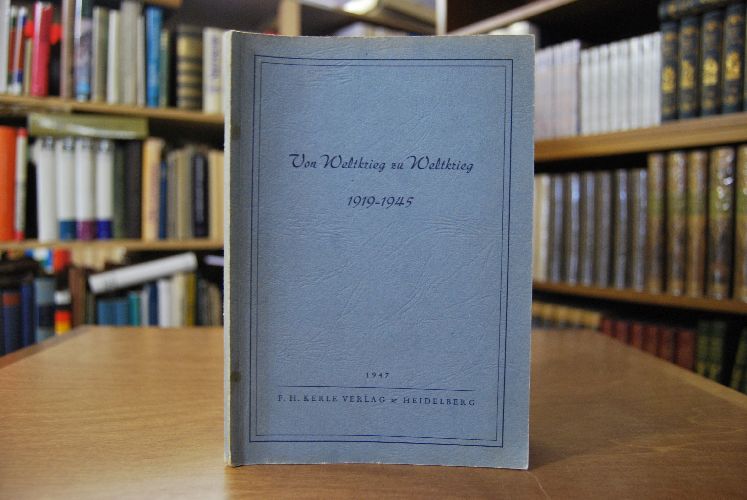 Von Weltkrieg zu Weltkrieg
1919-1945
1947
F. H. KERLE VERLAG * HEIDELBERG